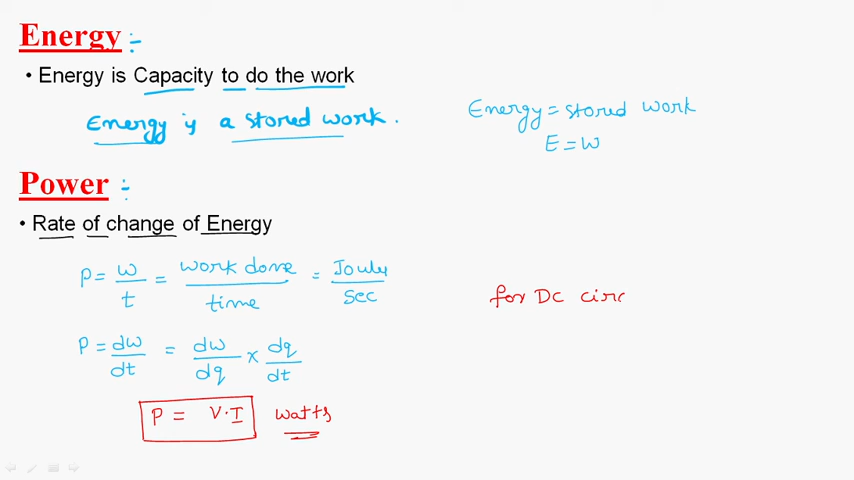 Energy :-
• Energy is Capacity to do the work
Energy is a stored work.
Energy = stored work
E = W
Power :-
• Rate of change of Energy
P = W/t = work done/time = Joules/sec
for DC circ
P = dw/dt = dw/dq × dq/dt
P = V·I watts